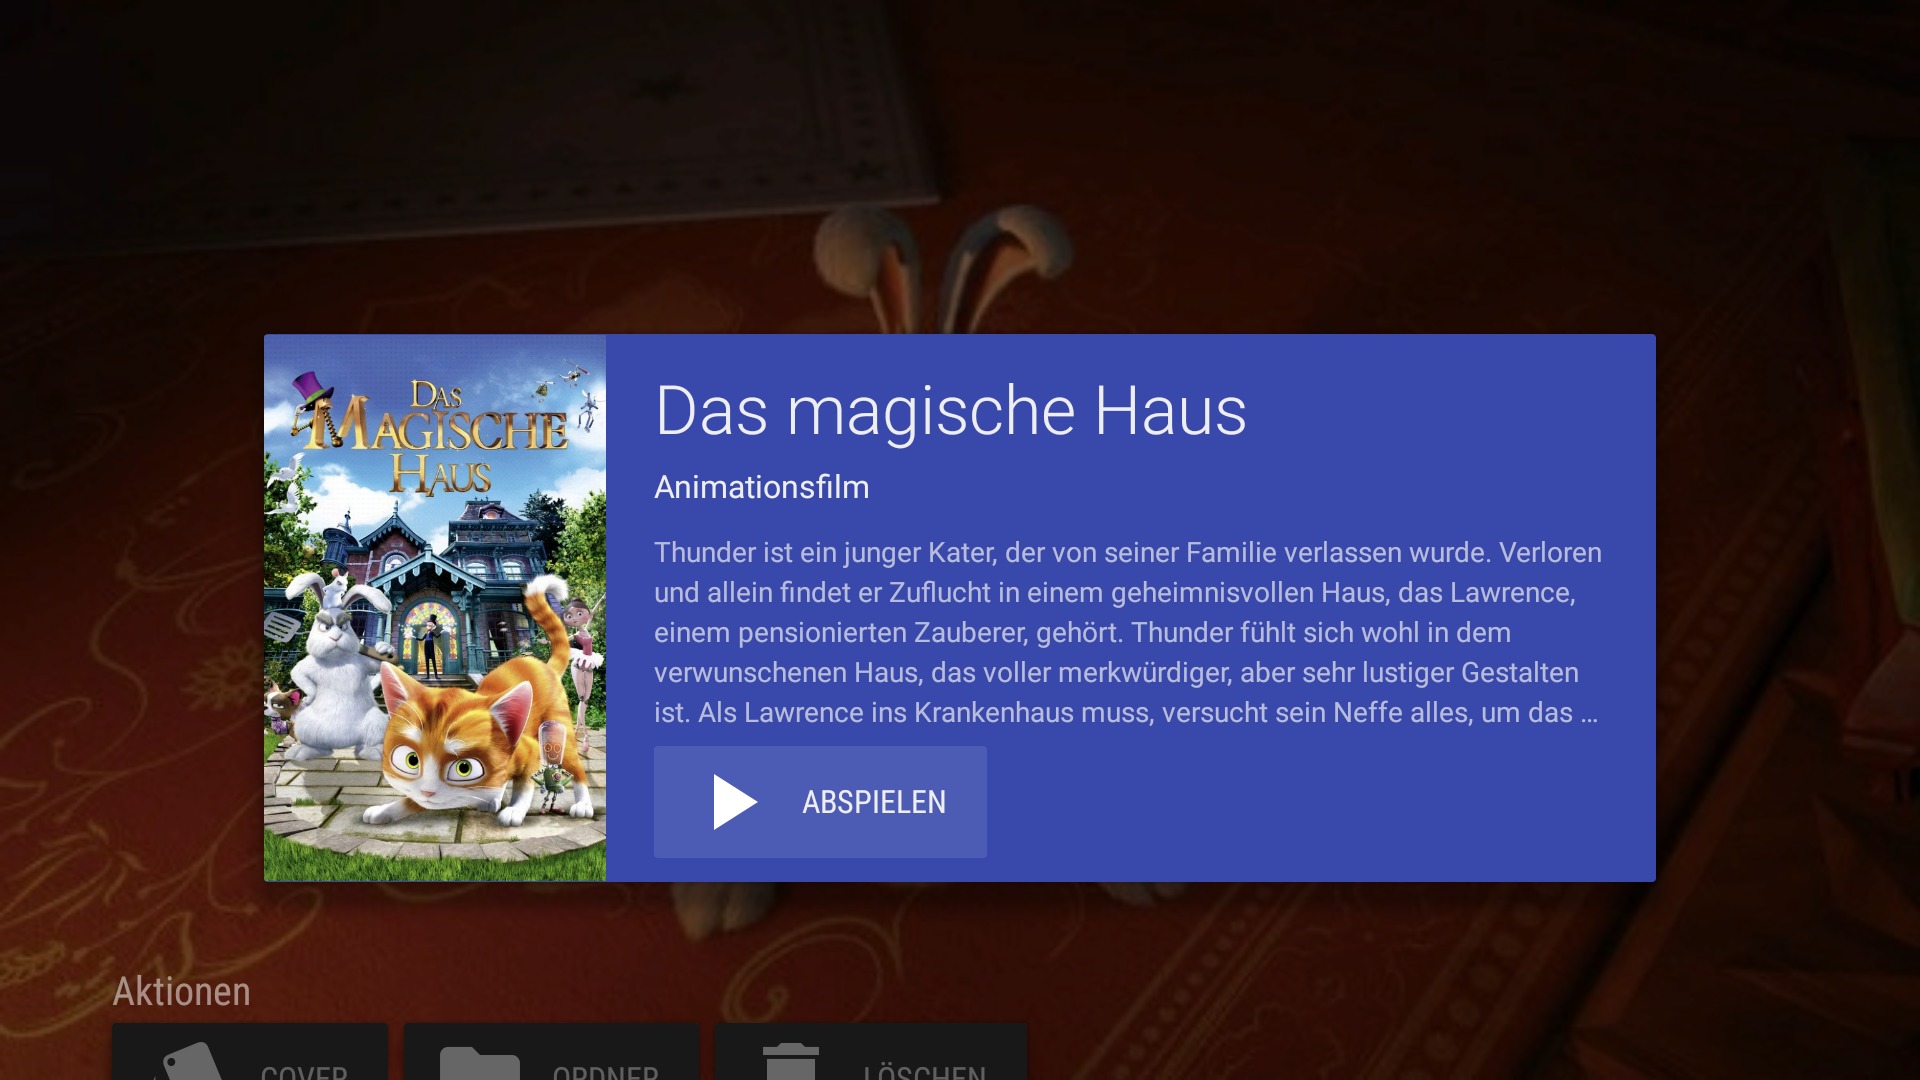 DAS
MAGISCHE
HAUS
Das magische Haus
Animationsfilm
Thunder ist ein junger Kater, der von seiner Familie verlassen wurde. Verloren
und allein findet er Zuflucht in einem geheimnisvollen Haus, das Lawrence,
einem pensionierten Zauberer, gehört. Thunder fühlt sich wohl in dem
verwunschenen Haus, das voller merkwürdiger, aber sehr lustiger Gestalten
ist. Als Lawrence ins Krankenhaus muss, versucht sein Neffe alles, um das …
ABSPIELEN
Aktionen
COVER
ORDNER
LÖSCHEN